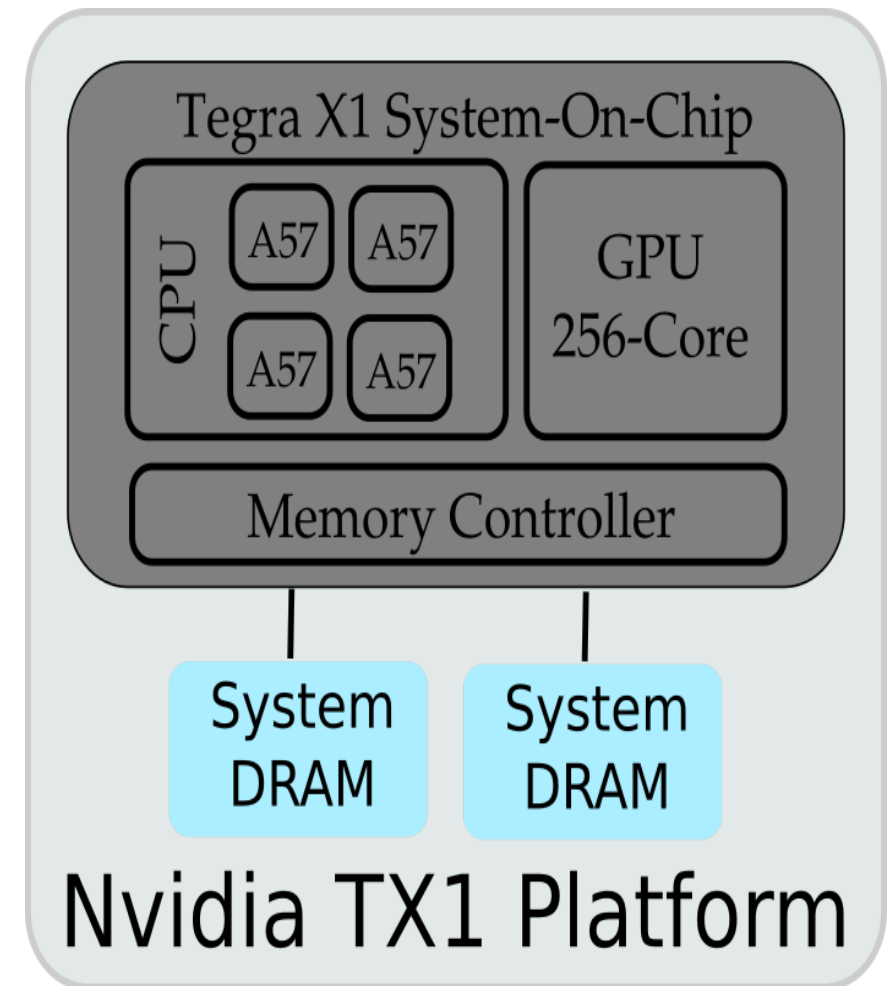 Tegra X1 System-On-Chip
CPU
A57 A57
A57 A57
GPU
256-Core
Memory Controller
System
DRAM
System
DRAM
Nvidia TX1 Platform